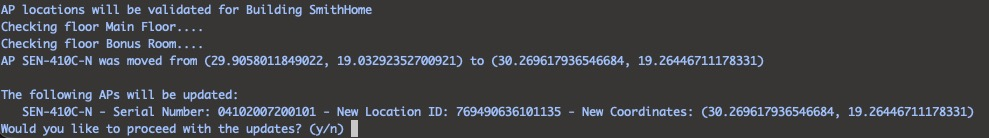 AP locations will be validated for Building SmithHome
Checking floor Main Floor....
Checking floor Bonus Room....
AP SEN-410C-N was moved from (29.9058011849022, 19.03292352700921) to (30.269617936546684, 19.26446711178331)
The following APs will be updated:
SEN-410C-N - Serial Number: 04102007200101 - New Location ID: 769490636101135 - New Coordinates: (30.269617936546684, 19.26446711178331)
Would you like to proceed with the updates? (y/n)